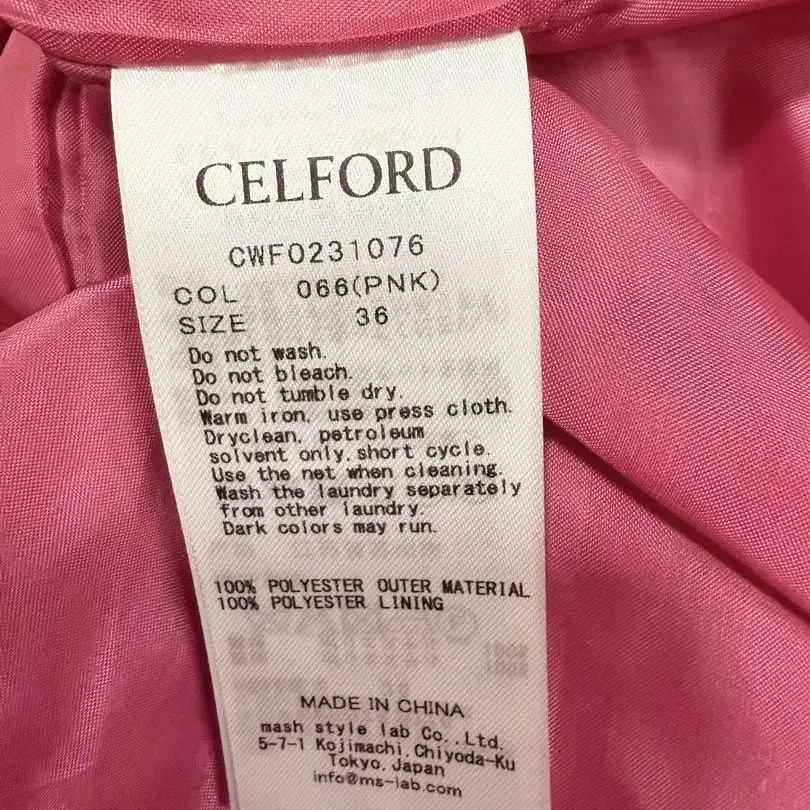 CELFORD
CWF0231076
COL 066(PNK)
SIZE 36
Do not wash.
Do not bleach.
Do not tumble dry.
Warm iron, use press cloth.
Dryclean, petroleum
solvent only, short cycle.
Use the net when cleaning.
Wash the laundry separately
from other laundry.
Dark colors may run.
100% POLYESTER OUTER MATERIAL
100% POLYESTER LINING
MADE IN CHINA
mash style lab Co.,Ltd.
5-7-1 Kojimachi,Chiyoda-Ku
Tokyo,Japan
info@ms-lab.com